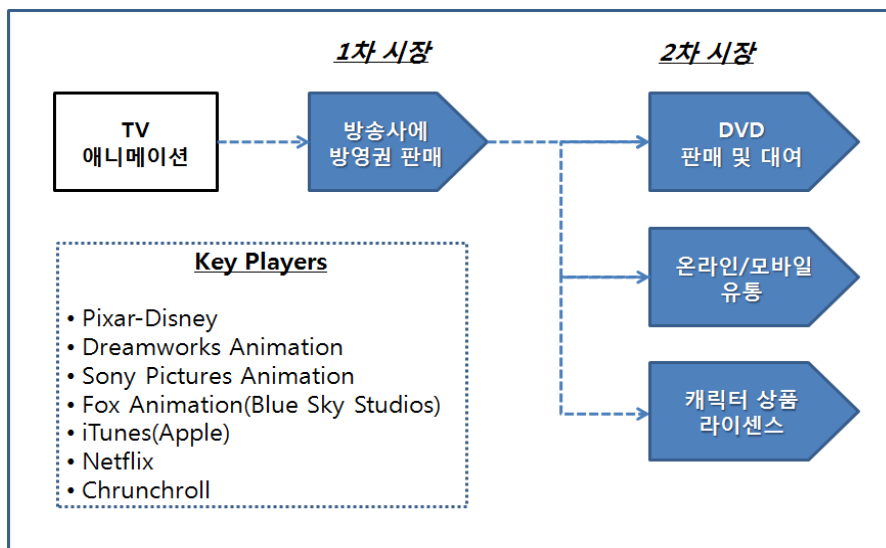 1차 시장
2차 시장
TV
애니메이션
방송사에
방영권 판매
DVD
판매 및 대여
온라인/모바일
유통
캐릭터 상품
라이센스
Key Players
• Pixar-Disney
• Dreamworks Animation
• Sony Pictures Animation
• Fox Animation(Blue Sky Studios)
• iTunes(Apple)
• Netflix
• Chrunchroll